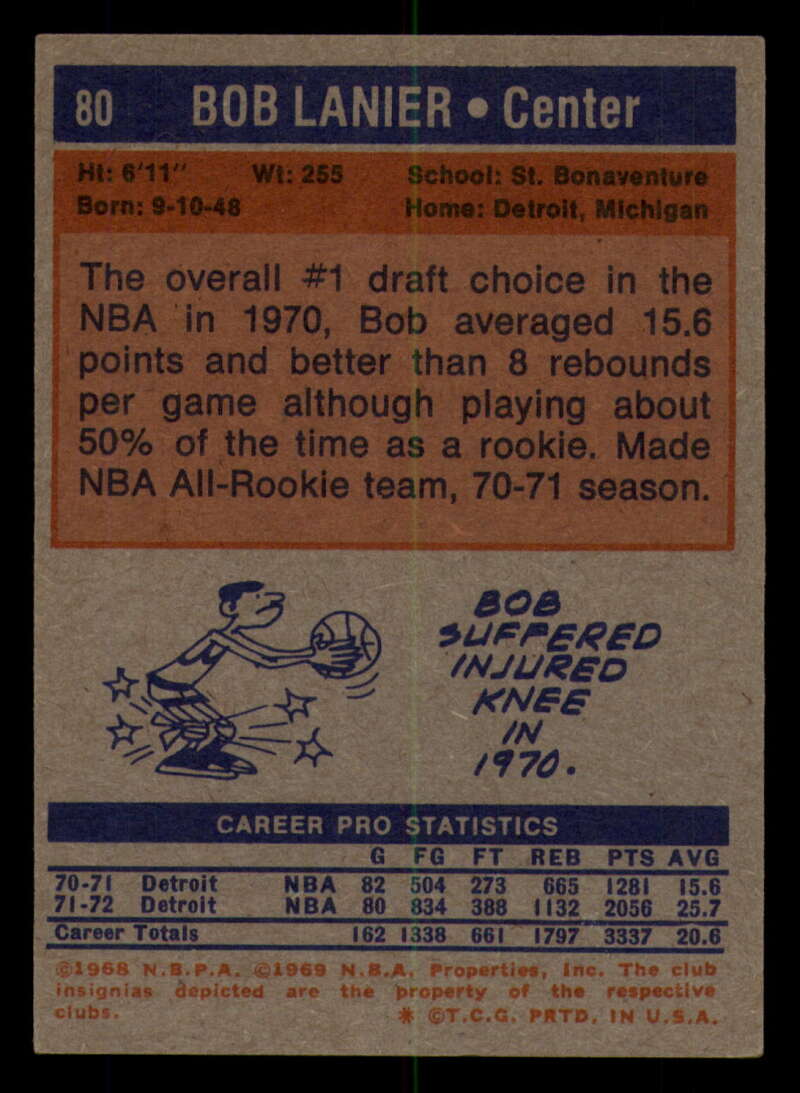 80 BOB LANIER • Center
Ht: 6'11" Wt: 255 School: St. Bonaventure
Born: 9-10-48 Home: Detroit, Michigan
The overall #1 draft choice in the
NBA in 1970, Bob averaged 15.6
points and better than 8 rebounds
per game although playing about
50% of the time as a rookie. Made
NBA All-Rookie team, 70-71 season.
BOB
SUFFERED
INJURED
KNEE
IN
1970.
CAREER PRO STATISTICS
G FG FT REB PTS AVG
70-71 Detroit NBA 82 504 273 665 1281 15.6
71-72 Detroit NBA 80 834 388 1132 2056 25.7
Career Totals 162 1338 661 1797 3337 20.6
©1968 N.B.P.A. ©1969 N.B.A. Properties, Inc. The club
insignias depicted are the property of the respective
clubs. * ©T.C.G. PRTD. IN U.S.A.